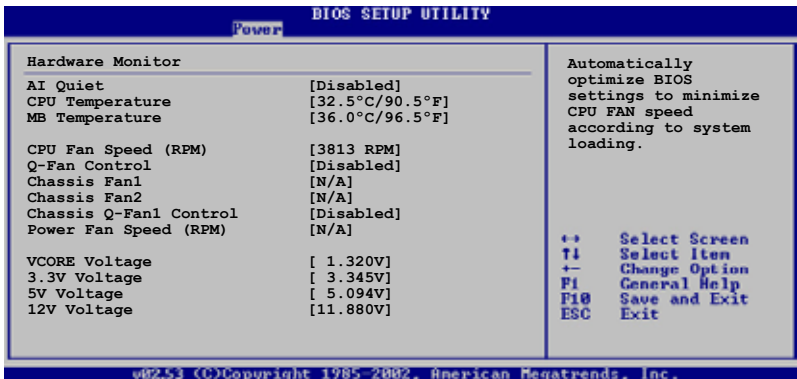 BIOS SETUP UTILITY
Power
Hardware Monitor
AI Quiet [Disabled]
CPU Temperature [32.5°C/90.5°F]
MB Temperature [36.0°C/96.5°F]
CPU Fan Speed (RPM) [3813 RPM]
Q-Fan Control [Disabled]
Chassis Fan1 [N/A]
Chassis Fan2 [N/A]
Chassis Q-Fan1 Control [Disabled]
Power Fan Speed (RPM) [N/A]
VCORE Voltage [ 1.320V]
3.3V Voltage [ 3.345V]
5V Voltage [ 5.094V]
12V Voltage [11.880V]
Automatically
optimize BIOS
settings to minimize
CPU FAN speed
according to system
loading.
↔ Select Screen
↑↓ Select Item
+- Change Option
F1 General Help
F10 Save and Exit
ESC Exit
v02.53 (C)Copyright 1985-2002, American Megatrends, Inc.